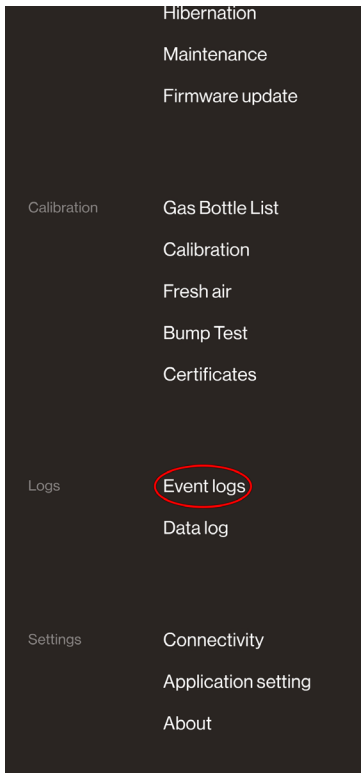 Hibernation
Maintenance
Firmware update
Calibration Gas Bottle List
Calibration
Fresh air
Bump Test
Certificates
Logs Event logs
Data log
Settings Connectivity
Application setting
About